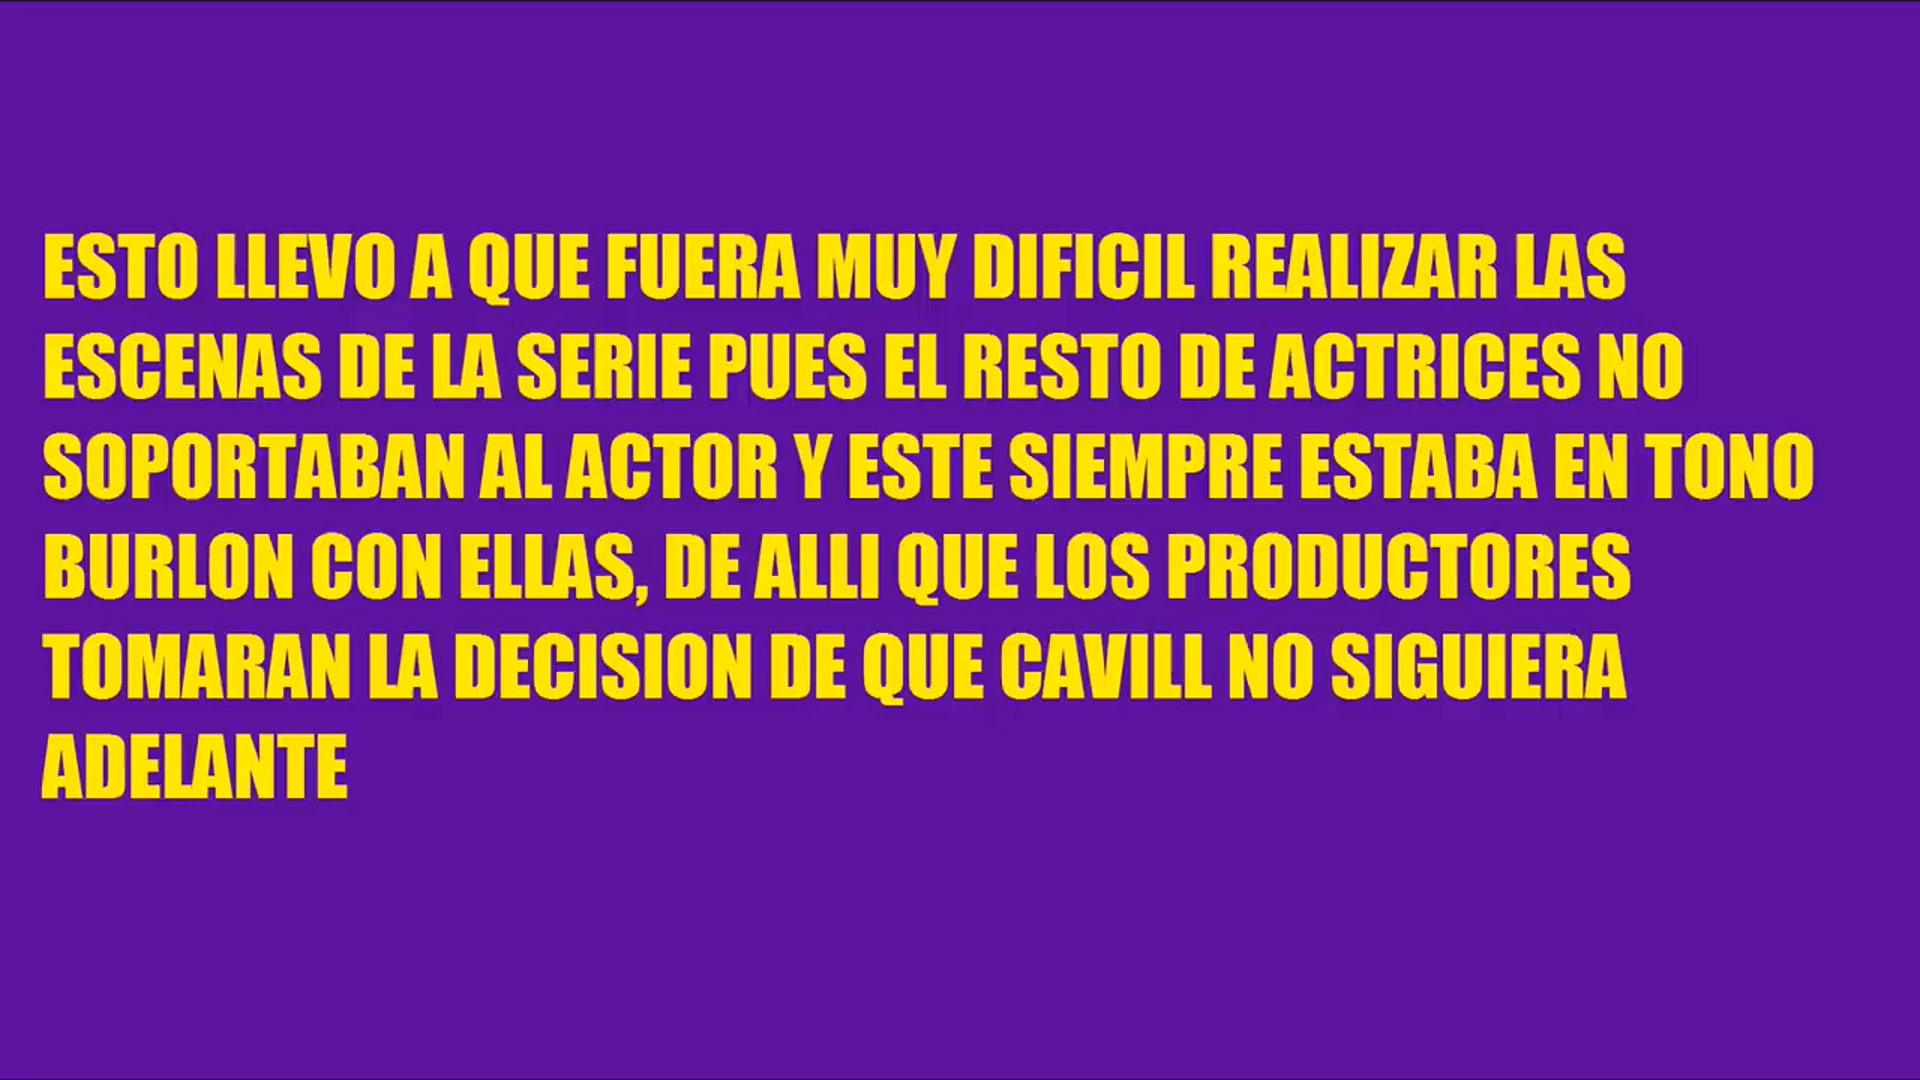 ESTO LLEVO A QUE FUERA MUY DIFICIL REALIZAR LAS
ESCENAS DE LA SERIE PUES EL RESTO DE ACTRICES NO
SOPORTABAN AL ACTOR Y ESTE SIEMPRE ESTABA EN TONO
BURLON CON ELLAS, DE ALLI QUE LOS PRODUCTORES
TOMARAN LA DECISION DE QUE CAVILL NO SIGUIERA
ADELANTE